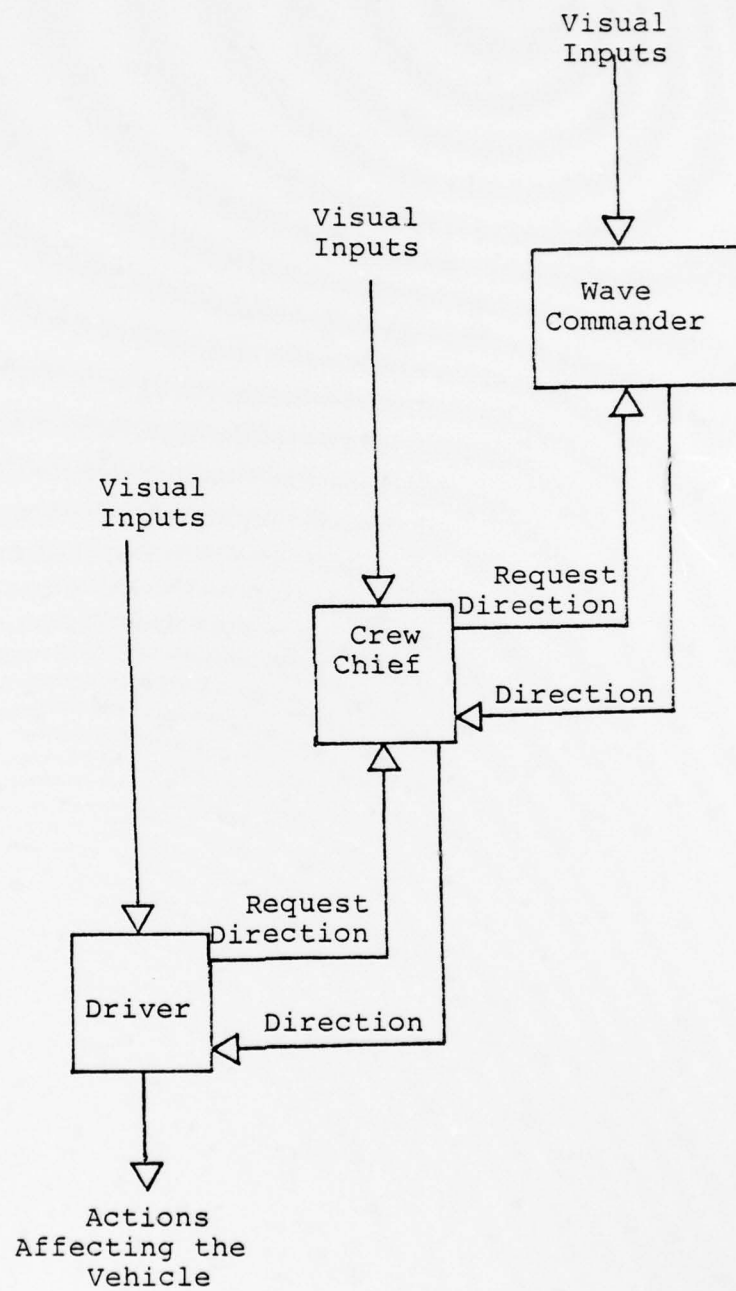 Visual
Inputs
Visual
Inputs
Wave
Commander
Visual
Inputs
Request
Direction
Crew
Chief
Direction
Request
Direction
Driver
Direction
Actions
Affecting the
Vehicle